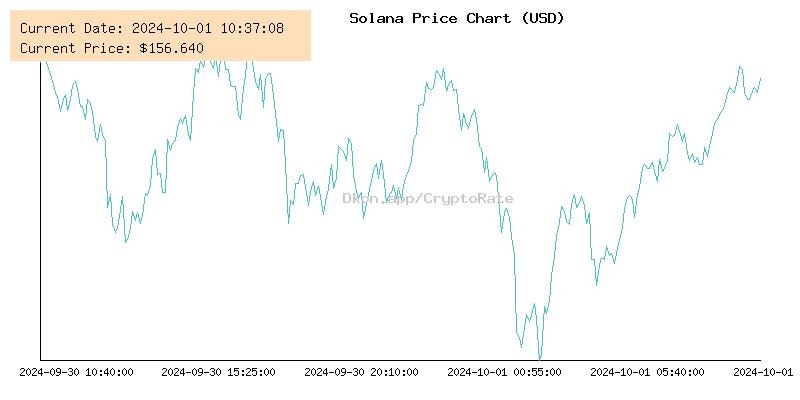 Solana Price Chart (USD)
Current Date: 2024-10-01 10:37:08
Current Price: $156.640
Dkon.app/CryptoRate
2024-09-30 10:40:00 2024-09-30 15:25:00 2024-09-30 20:10:00 2024-10-01 00:55:00 2024-10-01 05:40:00 2024-10-01